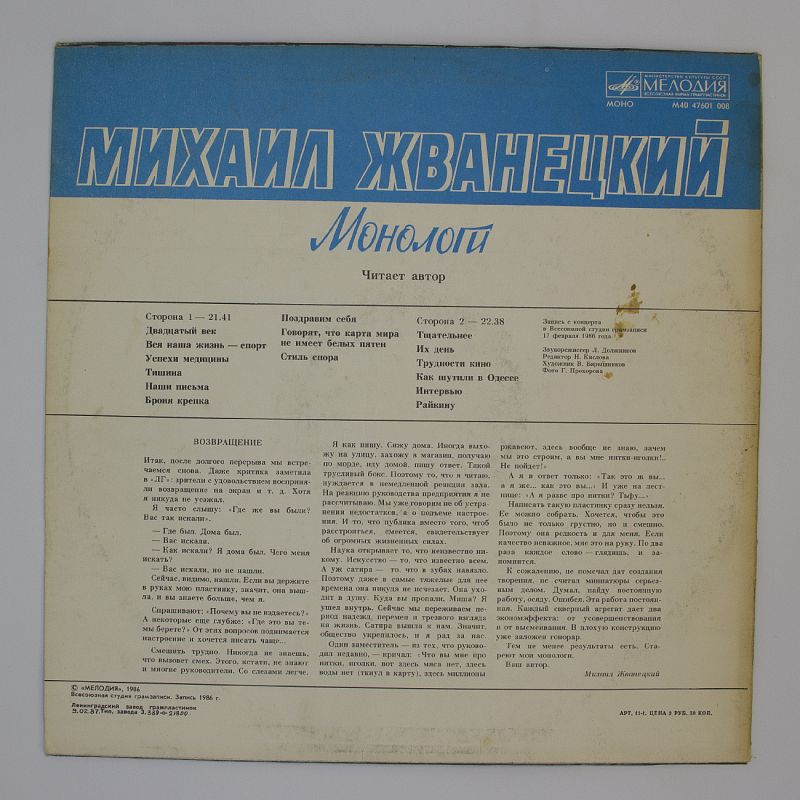 МИНИСТЕРСТВО КУЛЬТУРЫ СССР
МЕЛОДИЯ
ВСЕСОЮЗНАЯ ФИРМА ГРАМПЛАСТИНОК
МОНО
М40 47601 008
МИХАИЛ ЖВАНЕЦКИЙ
Монологи
Читает автор
Сторона 1 — 21.41
Двадцатый век
Вся наша жизнь — спорт
Успехи медицины
Тишина
Наши письма
Броня крепка
Поздравим себя
Говорят, что карта мира
не имеет белых пятен
Стиль спора
Сторона 2 — 22.38
Тщательнее
Их день
Трудности кино
Как шутили в Одессе
Интервью
Райкину
Запись с концерта
в Всесоюзной студии грамзаписи
17 февраля 1986 года
Звукорежиссер Л. Должников
Редактор Н. Кислова
Художник В. Барышников
Фото Г. Прохорова
ВОЗВРАЩЕНИЕ
Итак, после долгого перерыва мы встре-
чаемся снова. Даже критика заметила
в «ЛГ»: зрители с удовольствием восприня-
ли возвращение на экран и т. д. Хотя
я никуда не уезжал.
Я часто слышу: «Где же вы были?
Вас так искали».
— Где был. Дома был.
— Вас искали.
— Как искали? Я дома был. Чего меня
искать?
— Вас искали, но не нашли.
Сейчас, видимо, нашли. Если вы держите
в руках мою пластинку, значит, она выш-
ла, и вы знаете больше, чем я.
Спрашивают: «Почему вы не издаетесь?»
А некоторые еще глубже: «Где это вы те-
мы берете?» От этих вопросов поднимается
настроение и хочется писать чаще...
Смешить трудно. Никогда не знаешь,
что вызовет смех. Этого, кстати, не знают
и многие руководители. Со слезами легче.
Я как пишу. Сижу дома. Иногда выхо-
жу на улицу, захожу в магазин, получаю
по морде, иду домой, пишу ответ. Такой
трусливый бокс. Поэтому то, что я читаю,
нуждается в немедленной реакции зала.
На реакцию руководства предприятия я не
рассчитываю. Мы уже говорим не об устра-
нении недостатков, а о подъеме настрое-
ния. И то, что публика вместо того, чтоб
расстроиться, смеется, свидетельствует
об огромных жизненных силах.
Наука открывает то, что неизвестно ни-
кому. Искусство — то, что известно всем.
А уж сатира — то, что в зубах навязло.
Поэтому даже в самые тяжелые для нее
времена она никуда не исчезает. Она ухо-
дит в душу. Куда вы пропали, Миша? Я
ушел внутрь. Сейчас мы переживаем пе-
риод надежд, перемен и трезвого взгляда
на жизнь. Сатира вышла к нам. Значит,
общество укрепилось, и я рад за нас.
Один заместитель — из тех, что руково-
дил недавно, — кричал: «Что вы мне про
нитки, иголки, вот здесь мяса нет, здесь
воды нет (ткнул в карту), здесь миллионы
ржавеют, здесь вообще не знаю, зачем
мы это строим, а вы мне нитки-иголки!..
Не пойдет!»
А я в ответ только: «Так это ж вы...
а я же... как это вы...» И уже на лест-
нице: «А я разве про нитки? Тьфу...»
Написать такую пластинку сразу нельзя.
Ее можно собрать. Хочется, чтобы это
было не только грустно, но и смешно.
Поэтому она редкость и для меня. Если
качество неважное, мне это на руку. По два
раза каждое слово — глядишь, и за-
помнится.
К сожалению, не помечал дат создания
творения, не считал миниатюры серьез-
ным делом. Думал, найду постоянную
работу, осяду. Ошибся. Эта работа постоян-
ная. Каждый скверный агрегат дает два
экономэффекта: от усовершенствования
и от высмеивания. В плохую конструкцию
уже заложен гонорар.
Тем не менее результаты есть. Ста-
реют мои монологи.
Ваш автор.
Михаил Жванецкий
© «МЕЛОДИЯ», 1986
Всесоюзная студия грамзаписи. Запись 1986 г.
Ленинградский завод грампластинок
АРТ. 11-1. ЦЕНА 2 РУБ. 50 КОП.